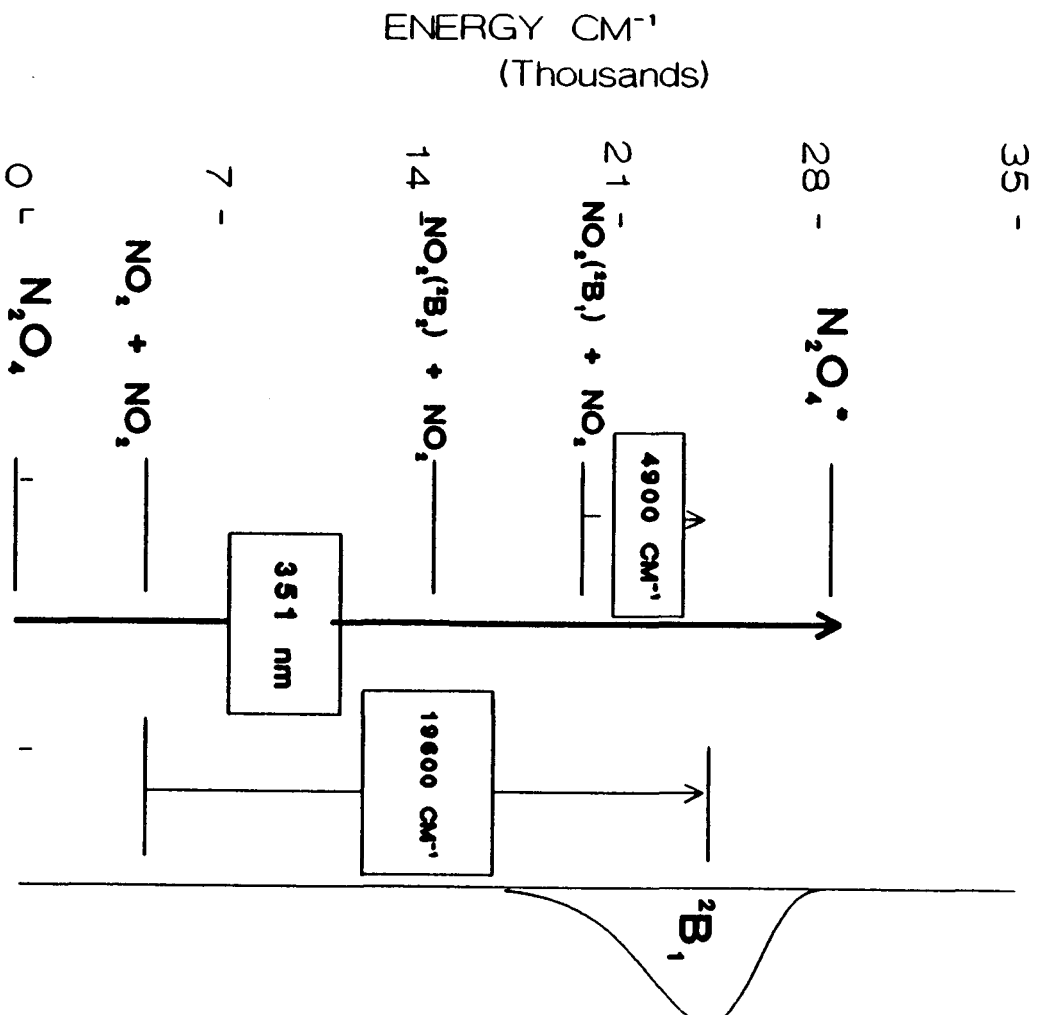 ENERGY CM⁻¹
(Thousands)
35
28
21
14
7
0
N₂O₄*
NO₂(²B₁) + NO₂
NO₂(²B₂) + NO₂
NO₂ + NO₂
N₂O₄
4900 CM⁻¹
351 nm
19600 CM⁻¹
²B₁